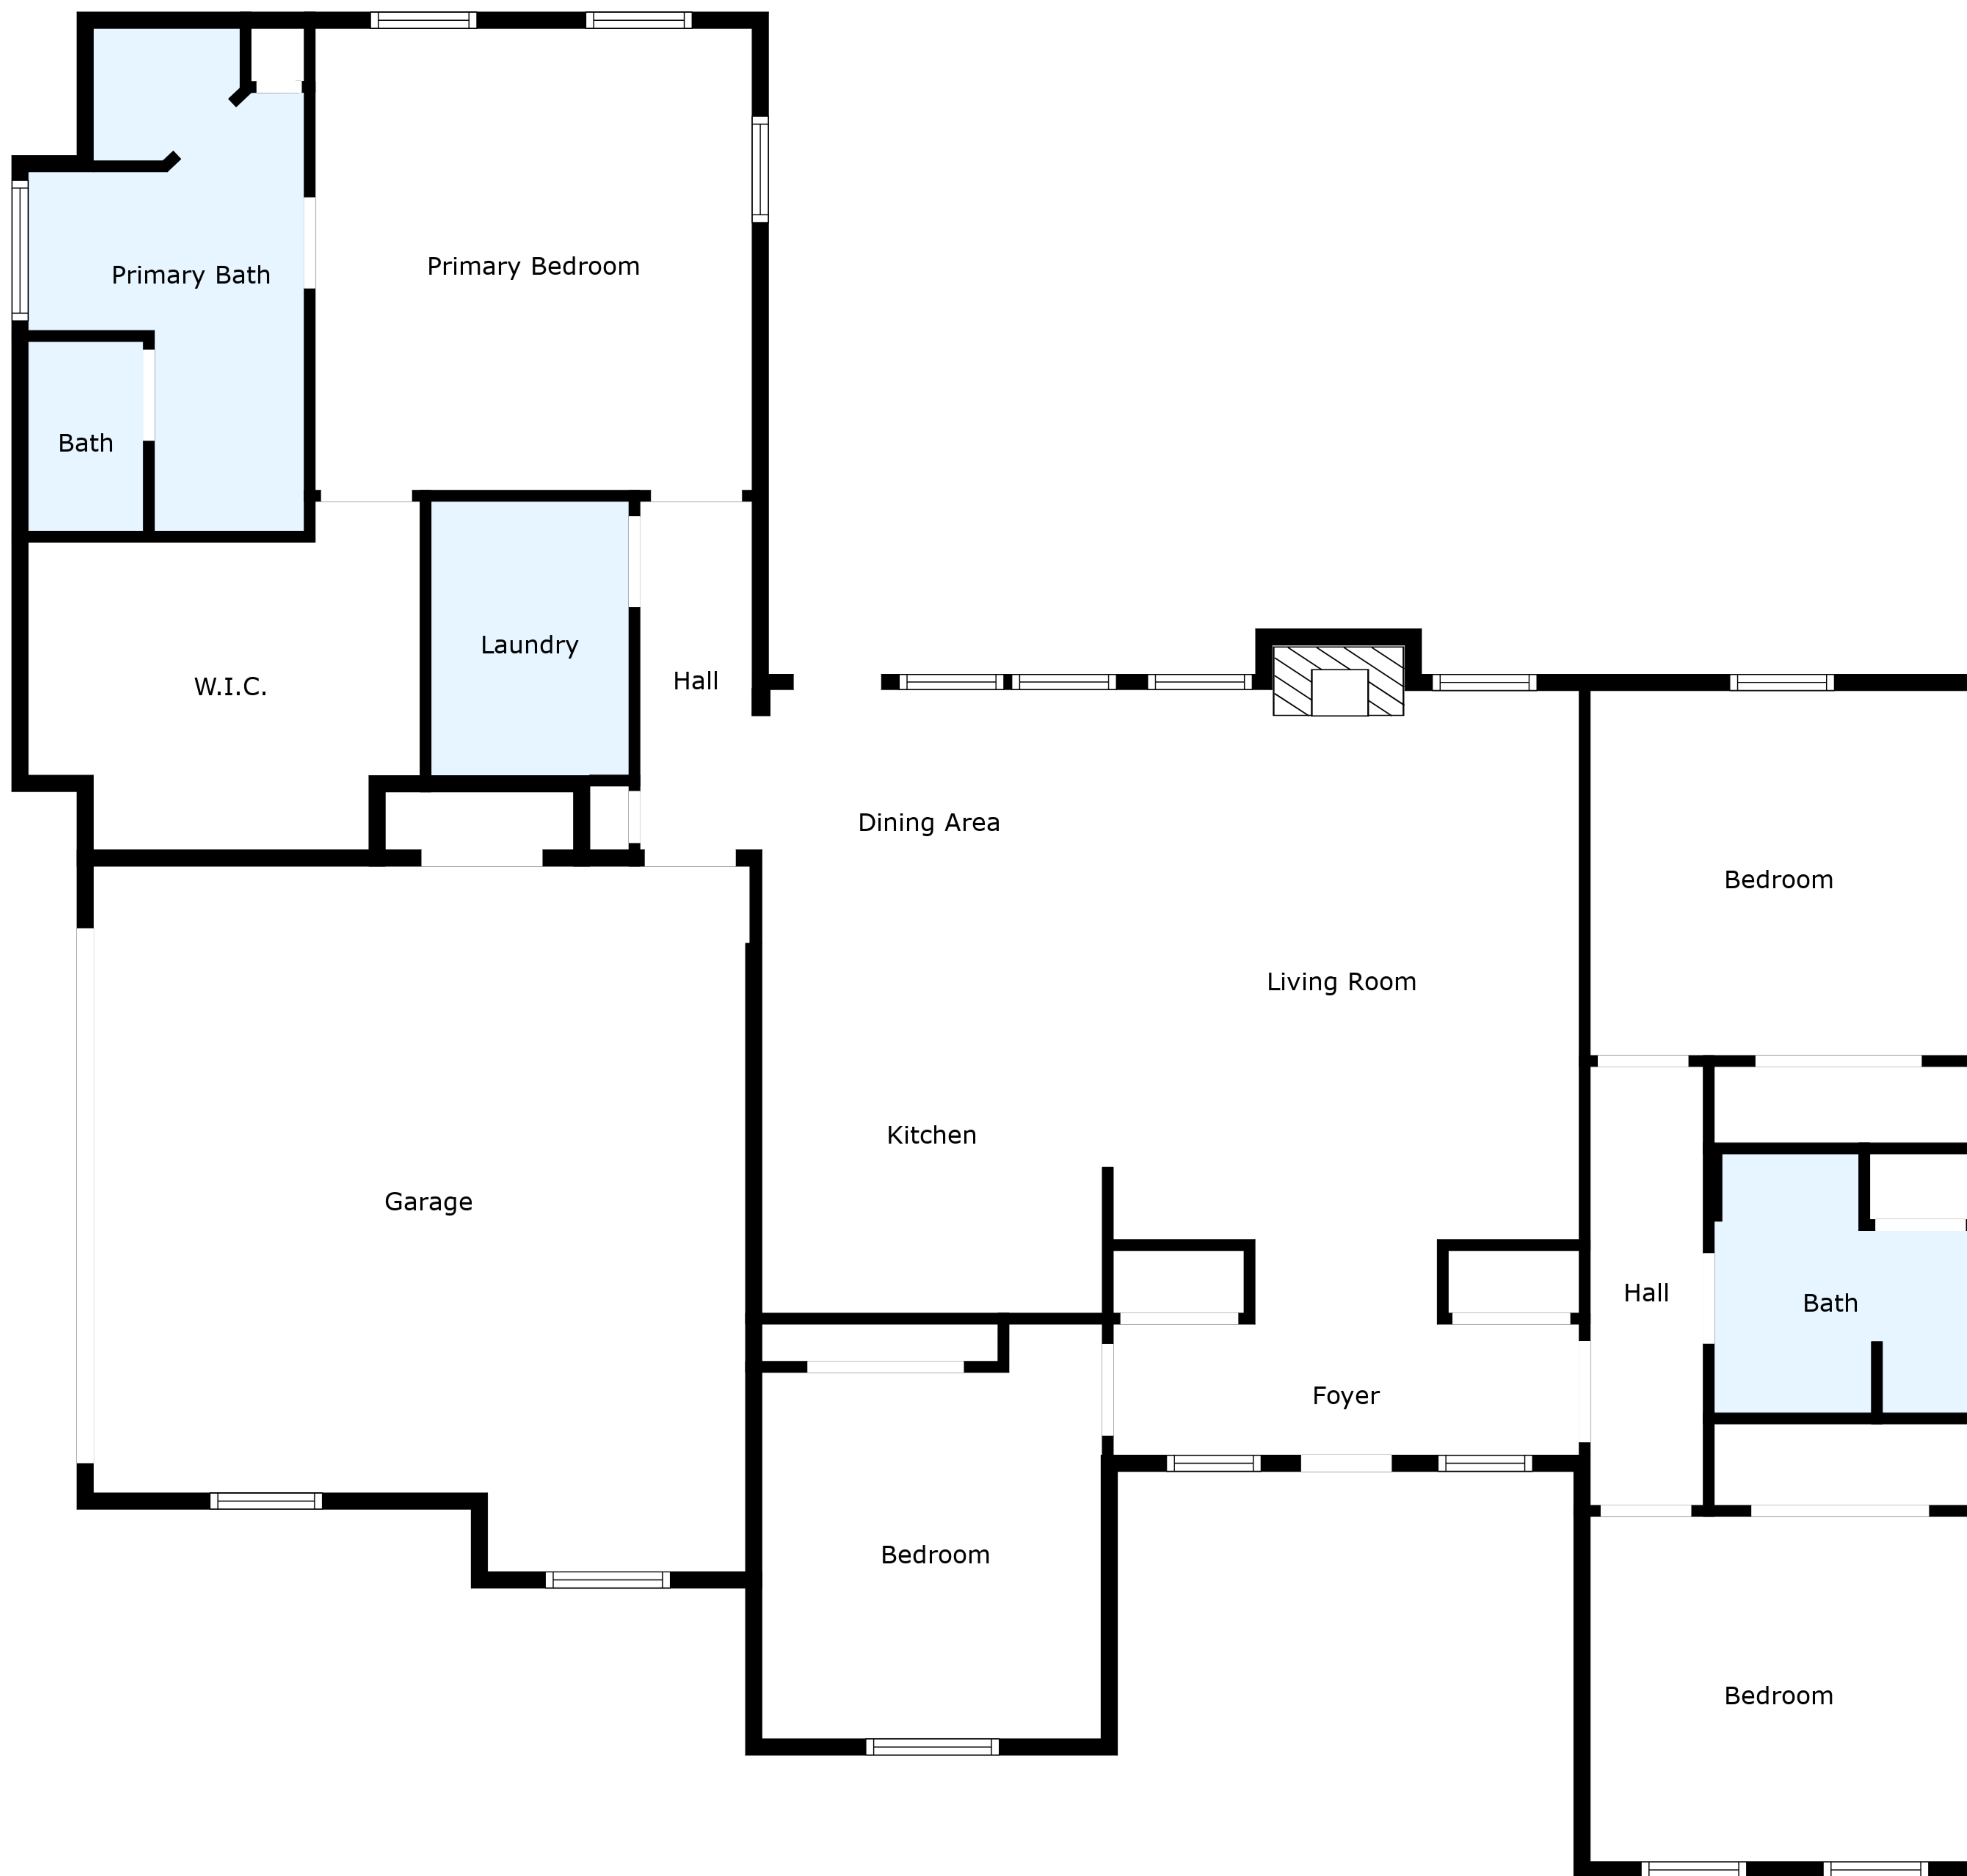 Primary Bedroom
Primary Bath
Bath
Laundry
Hall
W.I.C.
Dining Area
Bedroom
Living Room
Kitchen
Garage
Hall
Bath
Foyer
Bedroom
Bedroom